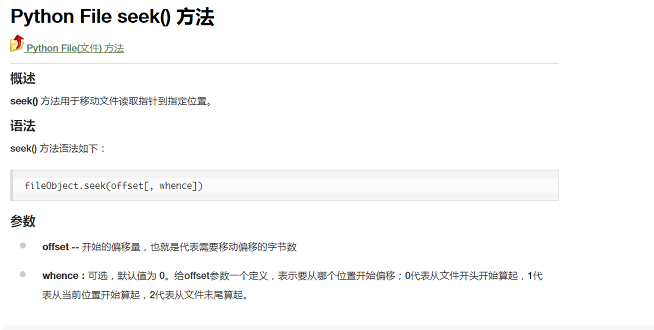 Python File seek() 方法
Python File(文件) 方法
概述
seek() 方法用于移动文件读取指针到指定位置。
语法
seek() 方法语法如下：
fileObject.seek(offset[, whence])
参数
offset -- 开始的偏移量，也就是代表需要移动偏移的字节数
whence：可选，默认值为 0。给offset参数一个定义，表示要从哪个位置开始偏移；0代表从文件开头开始算起，1代
表从当前位置开始算起，2代表从文件末尾算起。